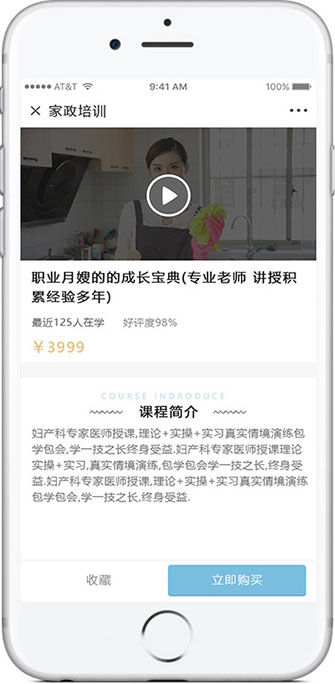 AT&T 9:41 AM 100%
× 家政培训
职业月嫂的的成长宝典(专业老师 讲授积
累经验多年)
最近125人在学 好评度98%
￥3999
COURSE INDRODUCE
课程简介
妇产科专家医师授课,理论+实操+实习真实情境演练包
学包会,学一技之长终身受益.妇产科专家医师授课理论
实操+实习,真实情境演练,包学包会学一技之长,终身受
益.妇产科专家医师授课,理论+实操+实习真实情境演练
包学包会,学一技之长,终身受益.
收藏 立即购买